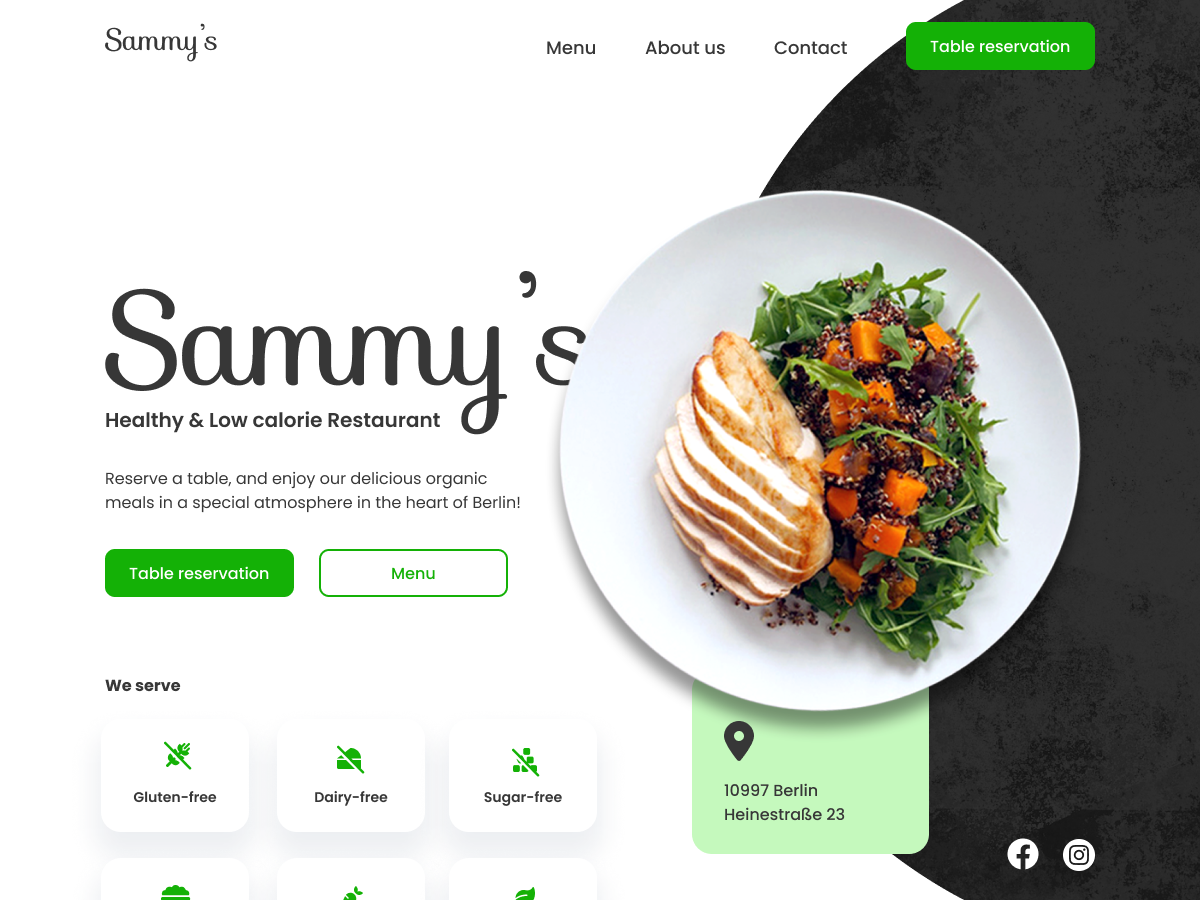 Sammy's
Menu
About us
Contact
Table reservation
Sammy's
Healthy & Low calorie Restaurant
Reserve a table, and enjoy our delicious organic
meals in a special atmosphere in the heart of Berlin!
Table reservation
Menu
We serve
Gluten-free
Dairy-free
Sugar-free
10997 Berlin
Heinestraße 23